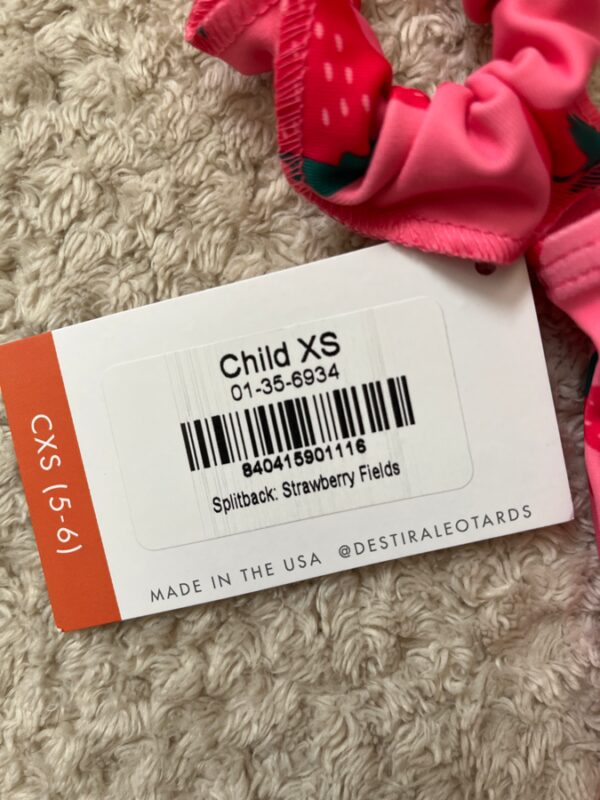 Child XS
01-35-6934
840415901116
Splitback: Strawberry Fields
CXS (5-6)
MADE IN THE USA @DESTIRALEOTARDS